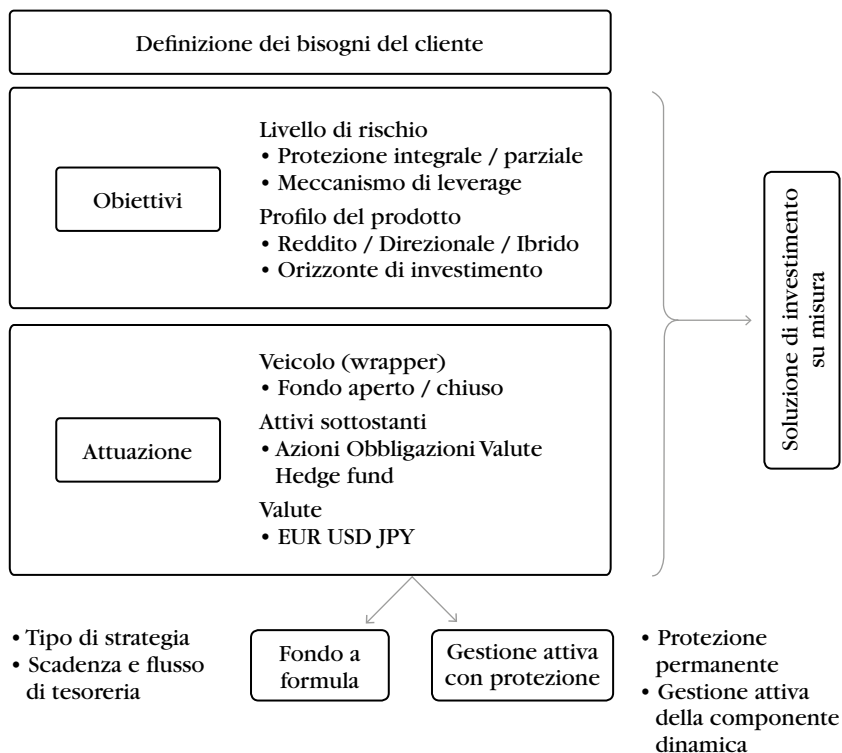 Definizione dei bisogni del cliente
Obiettivi
Livello di rischio
• Protezione integrale / parziale
• Meccanismo di leverage
Profilo del prodotto
• Reddito / Direzionale / Ibrido
• Orizzonte di investimento
Attuazione
Veicolo (wrapper)
• Fondo aperto / chiuso
Attivi sottostanti
• Azioni Obbligazioni Valute
Hedge fund
Valute
• EUR USD JPY
Soluzione di investimento
su misura
• Tipo di strategia
• Scadenza e flusso
di tesoreria
Fondo a
formula
Gestione attiva
con protezione
• Protezione
permanente
• Gestione attiva
della componente
dinamica